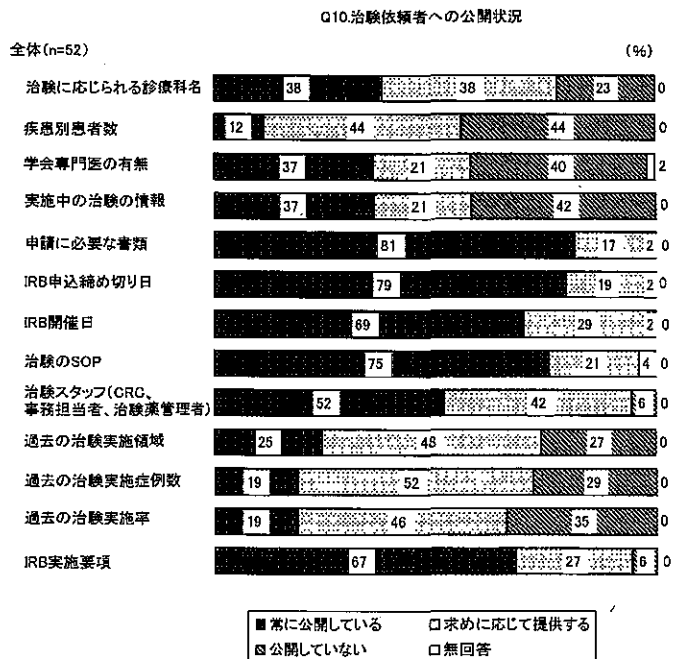 Q10.治験依頼者への公開状況
全体(n=52) (%)
治験に応じられる診療科名 38 38 23 0
疾患別患者数 12 44 44 0
学会専門医の有無 37 21 40 2
実施中の治験の情報 37 21 42 0
申請に必要な書類 81 17 2 0
IRB申込締め切り日 79 19 2 0
IRB開催日 69 29 2 0
治験のSOP 75 21 4 0
治験スタッフ(CRC、
事務担当者、治験薬管理者) 52 42 6 0
過去の治験実施領域 25 48 27 0
過去の治験実施症例数 19 52 29 0
過去の治験実施率 19 46 35 0
IRB実施要項 67 27 6 0
常に公開している 求めに応じて提供する
公開していない 無回答